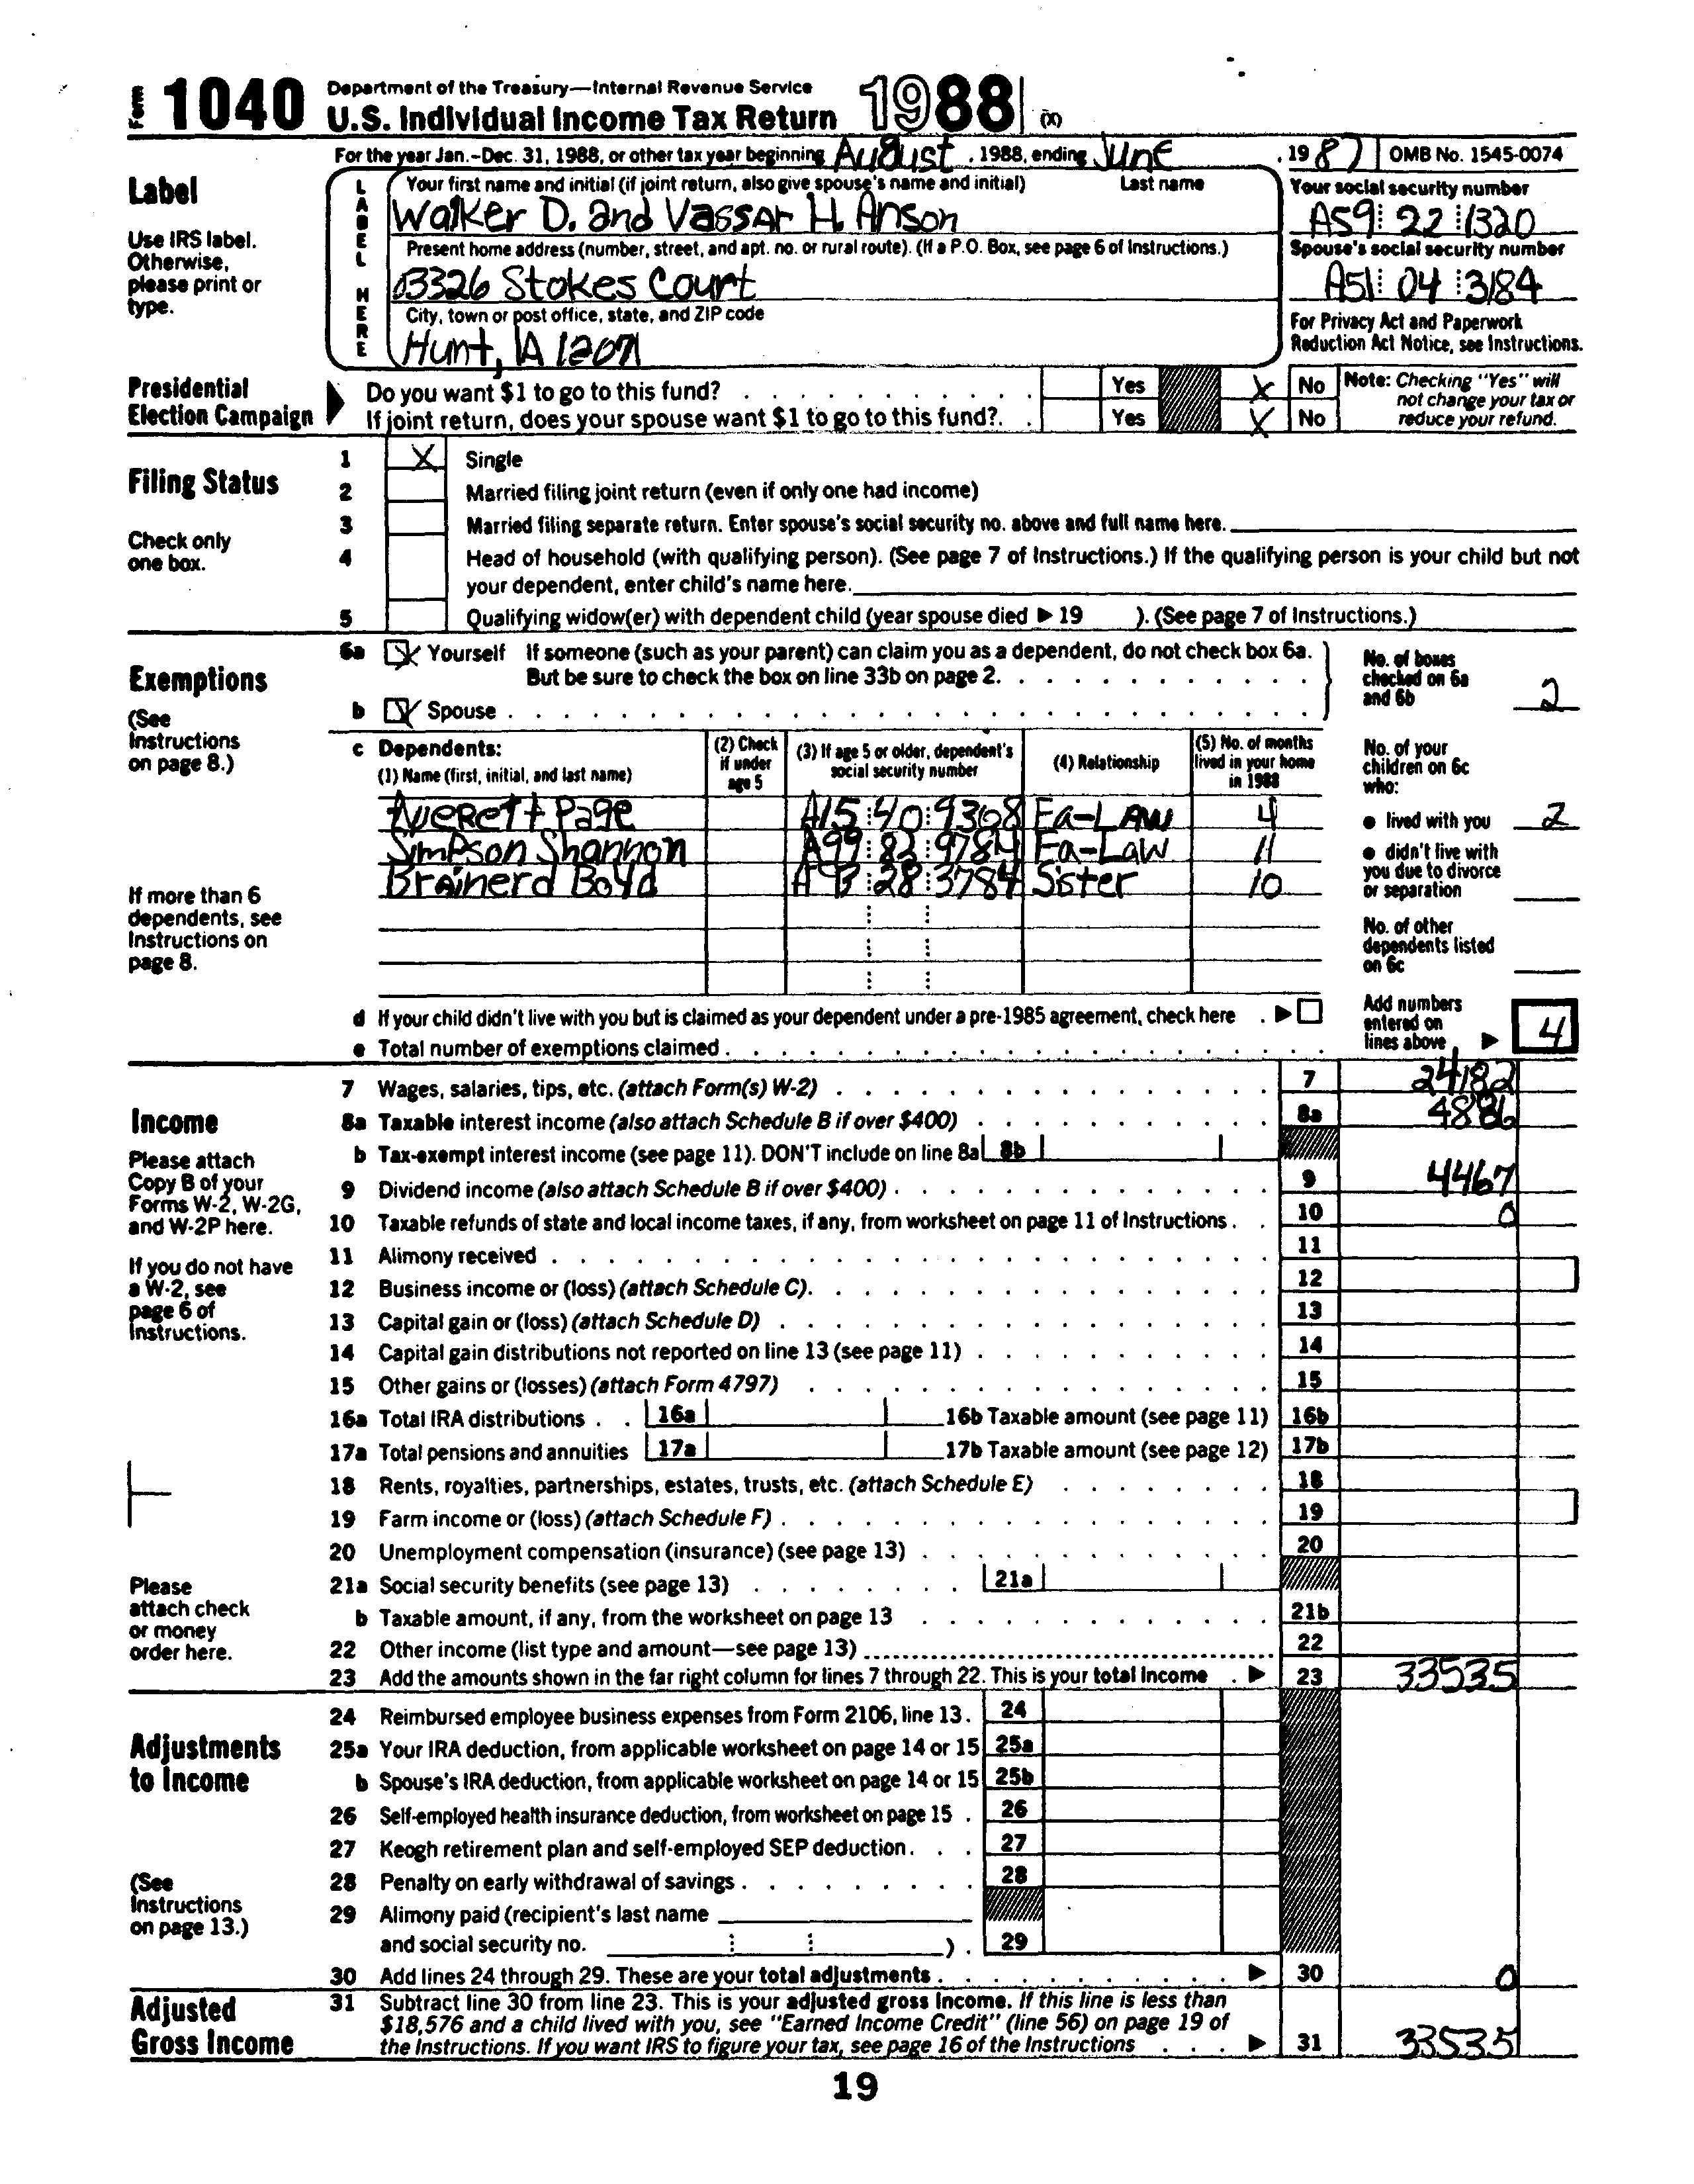 Form 1040 Department of the Treasury—Internal Revenue Service
U.S. Individual Income Tax Return 1988 (X)
For the year Jan.-Dec. 31, 1988, or other tax year beginning August , 1988, ending June , 19 87 OMB No. 1545-0074
Label
Use IRS label. Otherwise, please print or type.
LABEL HERE
Your first name and initial (if joint return, also give spouse's name and initial) Last name
Walker D. and Vassar H. Anson
Your social security number
A59 22 1320
Present home address (number, street, and apt. no. or rural route). (If a P.O. Box, see page 6 of Instructions.)
3326 Stokes Court
Spouse's social security number
A51 04 3184
City, town or post office, state, and ZIP code
Hunt, IA 12071
For Privacy Act and Paperwork Reduction Act Notice, see Instructions.
Presidential Election Campaign
Do you want $1 to go to this fund? Yes X No
If joint return, does your spouse want $1 to go to this fund? Yes X No
Note: Checking "Yes" will not change your tax or reduce your refund.
Filing Status
Check only one box.
1 X Single
2 Married filing joint return (even if only one had income)
3 Married filing separate return. Enter spouse's social security no. above and full name here.
4 Head of household (with qualifying person). (See page 7 of Instructions.) If the qualifying person is your child but not
your dependent, enter child's name here.
5 Qualifying widow(er) with dependent child (year spouse died ▶ 19 ). (See page 7 of Instructions.)
Exemptions
(See Instructions on page 8.)
6a X Yourself If someone (such as your parent) can claim you as a dependent, do not check box 6a.
But be sure to check the box on line 33b on page 2.
b X Spouse
No. of boxes checked on 6a and 6b 2
c Dependents:
(1) Name (first, initial, and last name)
(2) Check if under age 5
(3) If age 5 or older, dependent's social security number
(4) Relationship
(5) No. of months lived in your home in 1988
Averett Page A15 40 9368 Fa-Law 4
Simpson Shannon A99 82 9784 Fa-Law 11
Brainerd Boyd 28 3784 Sister 10
If more than 6 dependents, see Instructions on page 8.
No. of your children on 6c who:
● lived with you 2
● didn't live with you due to divorce or separation
No. of other dependents listed on 6c
d If your child didn't live with you but is claimed as your dependent under a pre-1985 agreement, check here ▶
e Total number of exemptions claimed
Add numbers entered on lines above ▶ 4
Income
Please attach Copy B of your Forms W-2, W-2G, and W-2P here.
If you do not have a W-2, see page 6 of Instructions.
Please attach check or money order here.
7 Wages, salaries, tips, etc. (attach Form(s) W-2) 7 24182
8a Taxable interest income (also attach Schedule B if over $400) 8a 4886
b Tax-exempt interest income (see page 11). DON'T include on line 8a 8b
9 Dividend income (also attach Schedule B if over $400) 9 4467
10 Taxable refunds of state and local income taxes, if any, from worksheet on page 11 of Instructions 10 0
11 Alimony received 11
12 Business income or (loss) (attach Schedule C) 12
13 Capital gain or (loss) (attach Schedule D) 13
14 Capital gain distributions not reported on line 13 (see page 11) 14
15 Other gains or (losses) (attach Form 4797) 15
16a Total IRA distributions 16a 16b Taxable amount (see page 11) 16b
17a Total pensions and annuities 17a 17b Taxable amount (see page 12) 17b
18 Rents, royalties, partnerships, estates, trusts, etc. (attach Schedule E) 18
19 Farm income or (loss) (attach Schedule F) 19
20 Unemployment compensation (insurance) (see page 13) 20
21a Social security benefits (see page 13) 21a
b Taxable amount, if any, from the worksheet on page 13 21b
22 Other income (list type and amount—see page 13) 22
23 Add the amounts shown in the far right column for lines 7 through 22. This is your total income ▶ 23 33535
Adjustments to Income
(See Instructions on page 13.)
24 Reimbursed employee business expenses from Form 2106, line 13. 24
25a Your IRA deduction, from applicable worksheet on page 14 or 15 25a
b Spouse's IRA deduction, from applicable worksheet on page 14 or 15 25b
26 Self-employed health insurance deduction, from worksheet on page 15 26
27 Keogh retirement plan and self-employed SEP deduction 27
28 Penalty on early withdrawal of savings 28
29 Alimony paid (recipient's last name
and social security no. ) 29
30 Add lines 24 through 29. These are your total adjustments ▶ 30 0
Adjusted Gross Income
31 Subtract line 30 from line 23. This is your adjusted gross income. If this line is less than
$18,576 and a child lived with you, see "Earned Income Credit" (line 56) on page 19 of
the Instructions. If you want IRS to figure your tax, see page 16 of the Instructions ▶ 31 33535
19